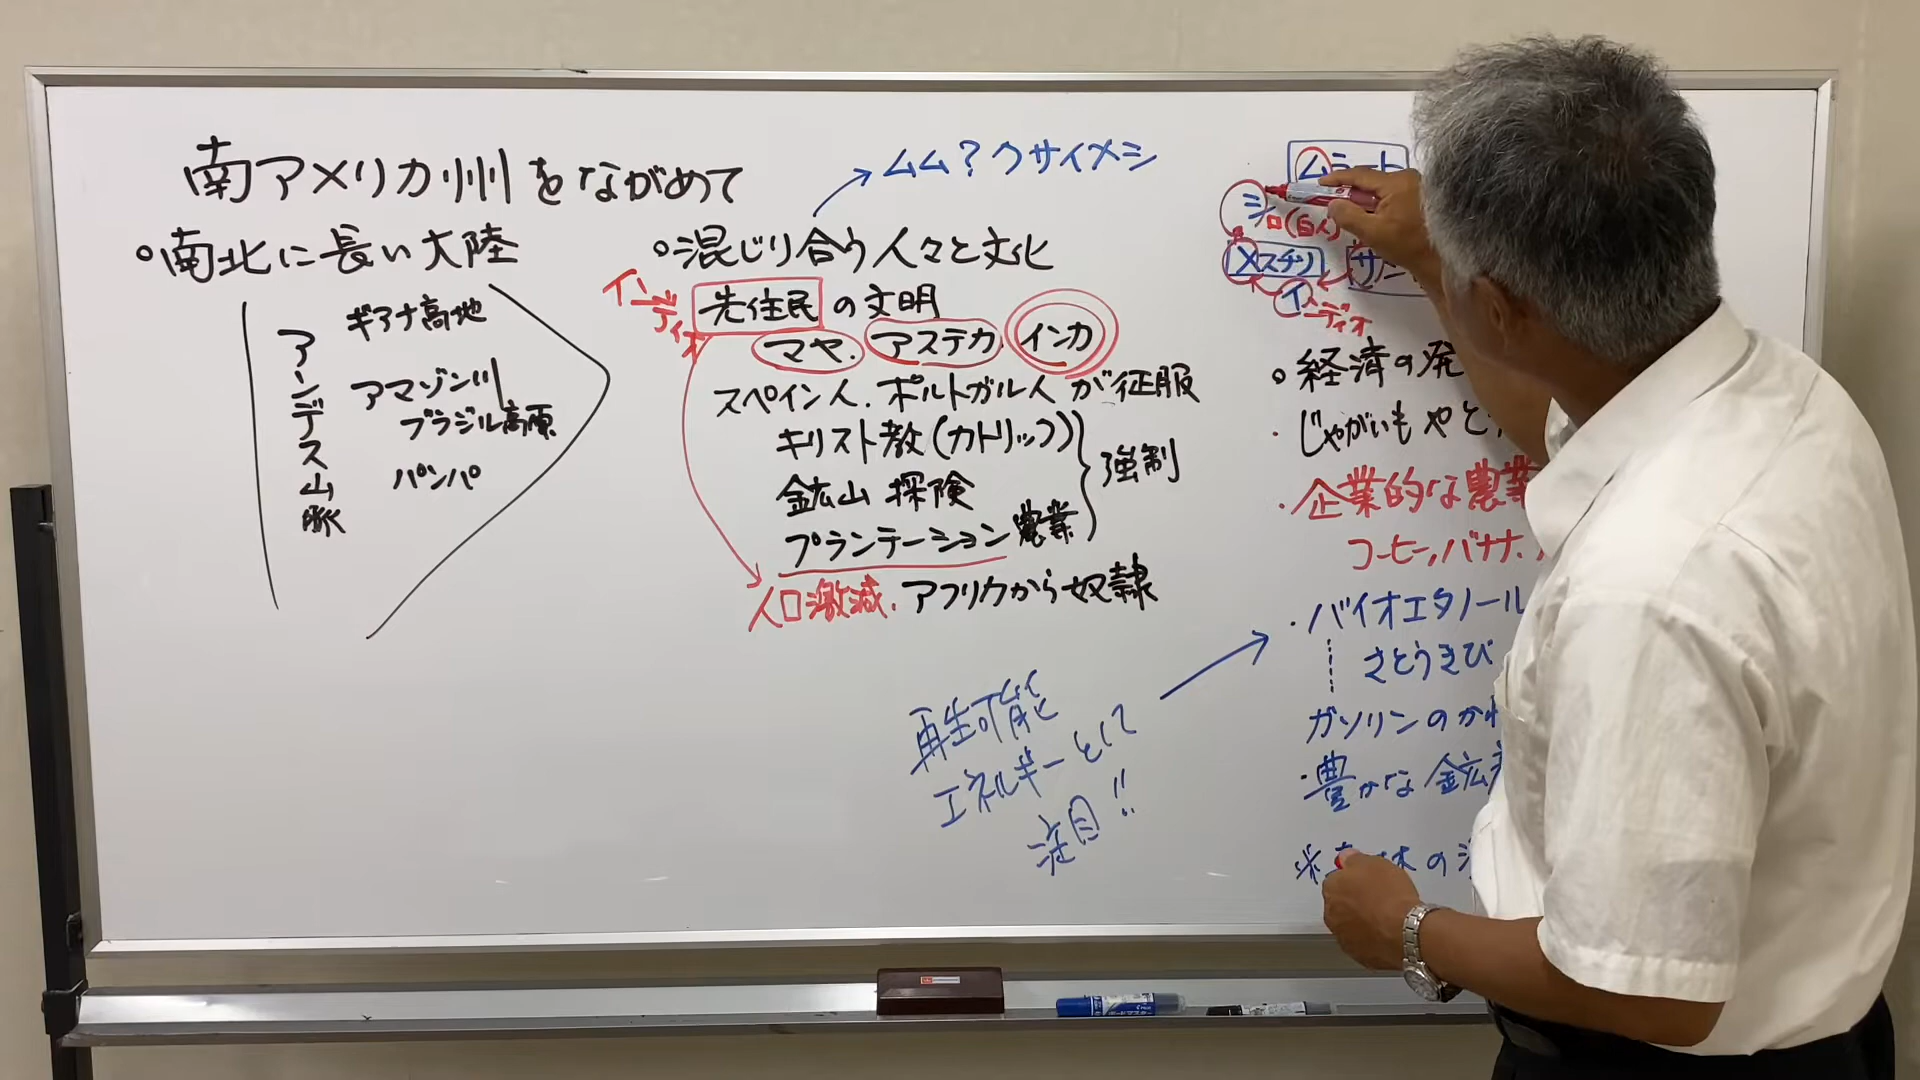 南アメリカ州をながめて
○南北に長い大陸
アンデス山脈
ギアナ高地
アマゾン川
ブラジル高原
パンパ
ムム?クサイメシ
○混じり合う人々と文化
インディオ
先住民の文明
マヤ.アステカ インカ
スペイン人.ポルトガル人が征服
キリスト教(カトリック)
鉱山 探険
プランテーション農業
強制
人口激減.アフリカから奴隷
再生可能
エネルギーとして
注目!!
ムラート
シロ(白人)
メスチソ
サ
インディオ
○経済の発
・じゃがいもやと
・企業的な農業
コーヒー,バナナ.
・バイオエタノール
さとうきび
ガソリンのかわ
・豊かな鉱
※
の